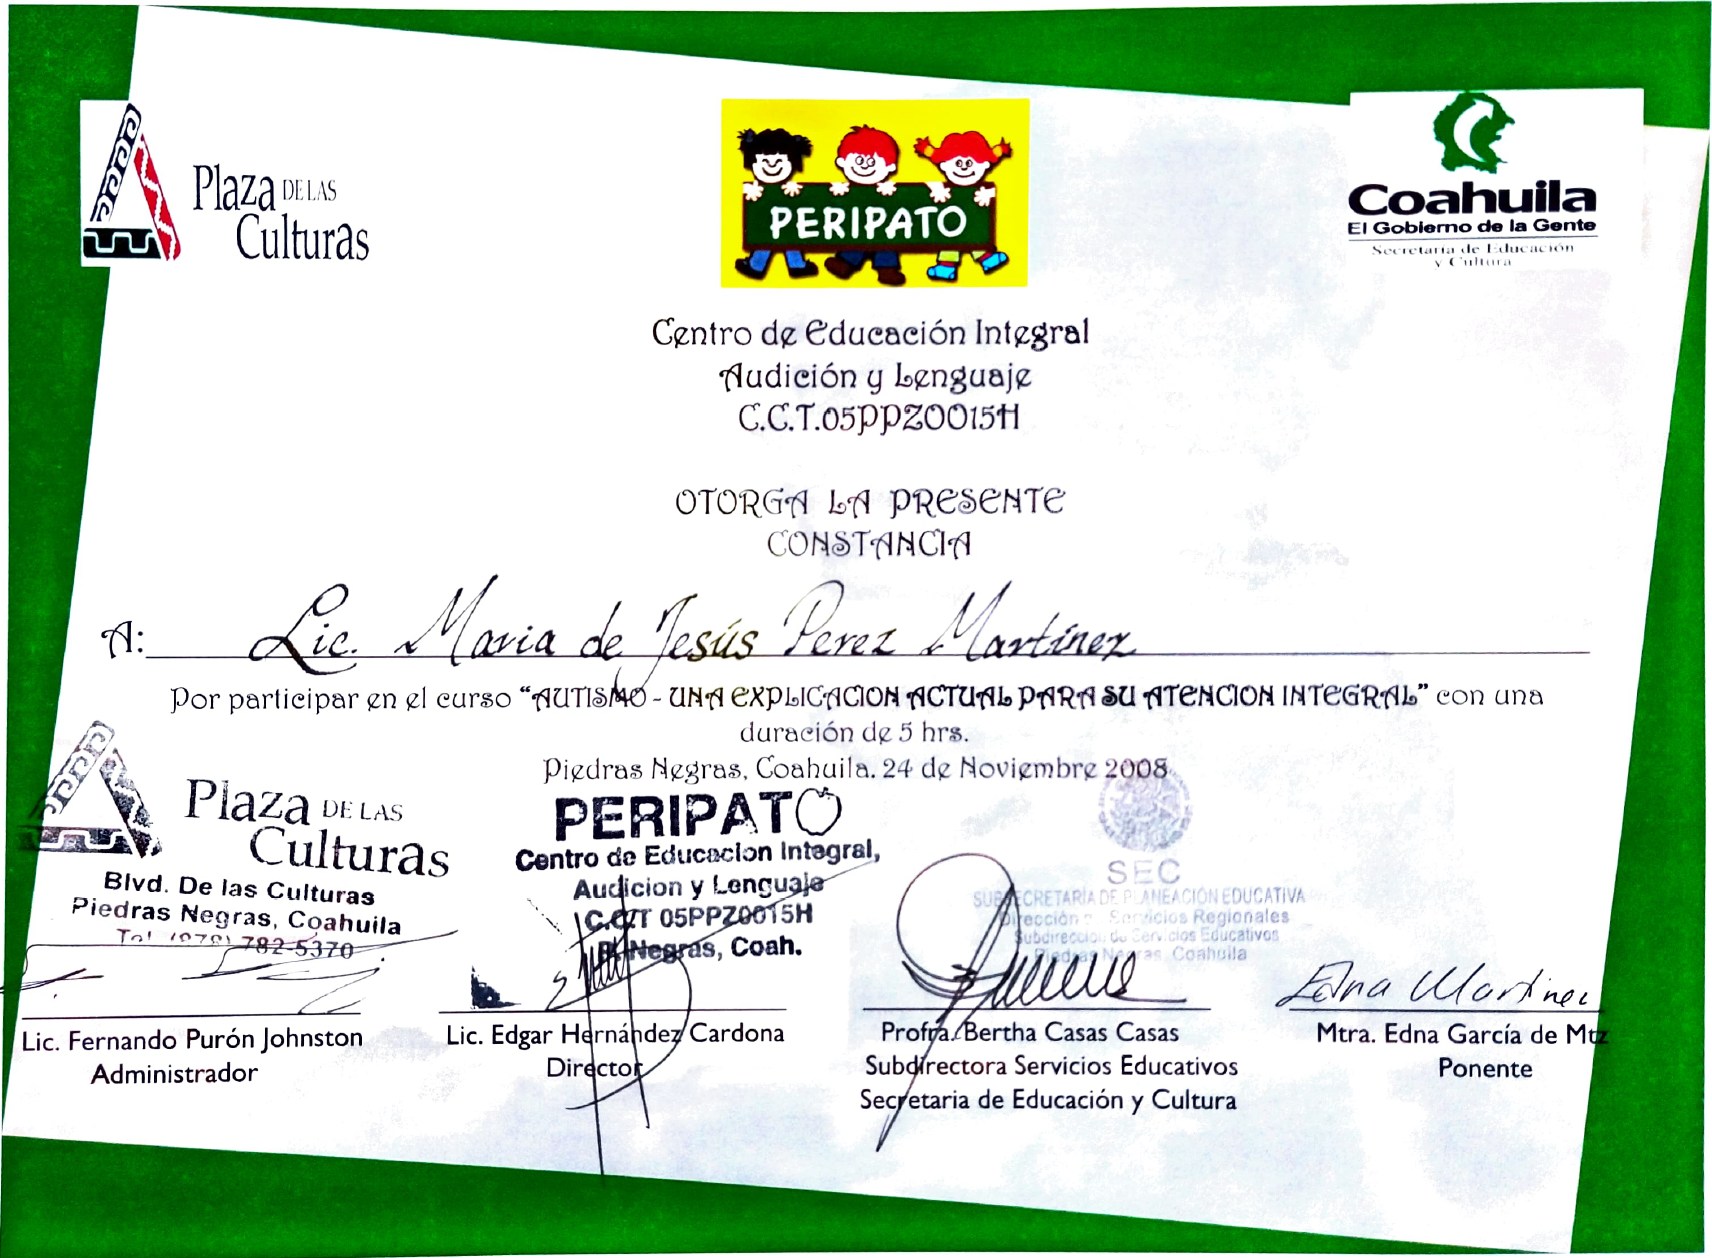 Plaza DE LAS
Culturas
PERIPATO
Coahuila
El Gobierno de la Gente
Secretaría de Educación
y Cultura
Centro de Educación Integral
Audición y Lenguaje
C.C.T.05PPZ0015H
OTORGA LA PRESENTE
CONSTANCIA
A: Lic. Maria de Jesús Perez Martínez
Por participar en el curso “AUTISMO - UNA EXPLICACION ACTUAL PARA SU ATENCION INTEGRAL” con una
duración de 5 hrs.
Piedras Negras, Coahuila. 24 de Noviembre 2008
Plaza DE LAS
Culturas
Blvd. De las Culturas
Piedras Negras, Coahuila
Tel (878) 782-5370
PERIPATO
Centro de Educacion Integral,
Audicion y Lenguaje
C.C.T 05PPZ0015H
P. Negras, Coah.
SEC
SUBSECRETARÍA DE PLANEACIÓN EDUCATIVA
Dirección Servicios Regionales
Subdirección de Servicios Educativos
Piedras Negras Coahuila
Edna Martinez
Lic. Fernando Purón Johnston
Administrador
Lic. Edgar Hernández Cardona
Director
Profra. Bertha Casas Casas
Subdirectora Servicios Educativos
Secretaria de Educación y Cultura
Mtra. Edna García de Mtz
Ponente